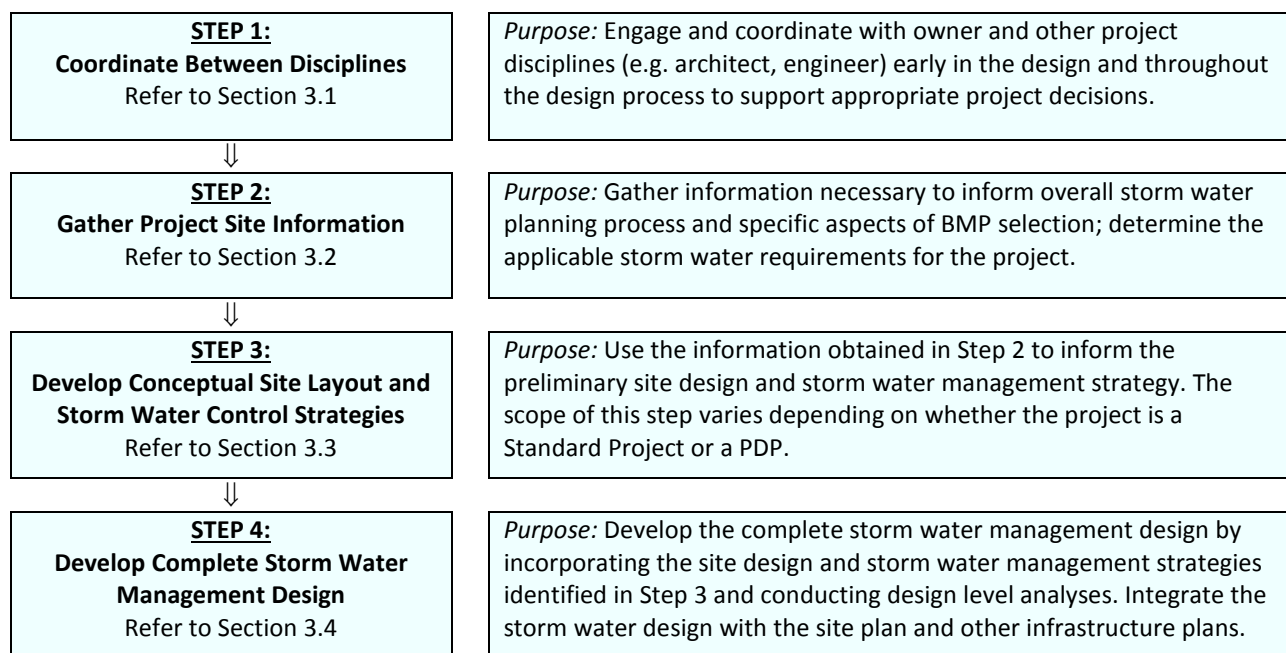 STEP 1:
Coordinate Between Disciplines
Refer to Section 3.1
Purpose: Engage and coordinate with owner and other project
disciplines (e.g. architect, engineer) early in the design and throughout
the design process to support appropriate project decisions.
⇓
STEP 2:
Gather Project Site Information
Refer to Section 3.2
Purpose: Gather information necessary to inform overall storm water
planning process and specific aspects of BMP selection; determine the
applicable storm water requirements for the project.
⇓
STEP 3:
Develop Conceptual Site Layout and
Storm Water Control Strategies
Refer to Section 3.3
Purpose: Use the information obtained in Step 2 to inform the
preliminary site design and storm water management strategy. The
scope of this step varies depending on whether the project is a
Standard Project or a PDP.
⇓
STEP 4:
Develop Complete Storm Water
Management Design
Refer to Section 3.4
Purpose: Develop the complete storm water management design by
incorporating the site design and storm water management strategies
identified in Step 3 and conducting design level analyses. Integrate the
storm water design with the site plan and other infrastructure plans.